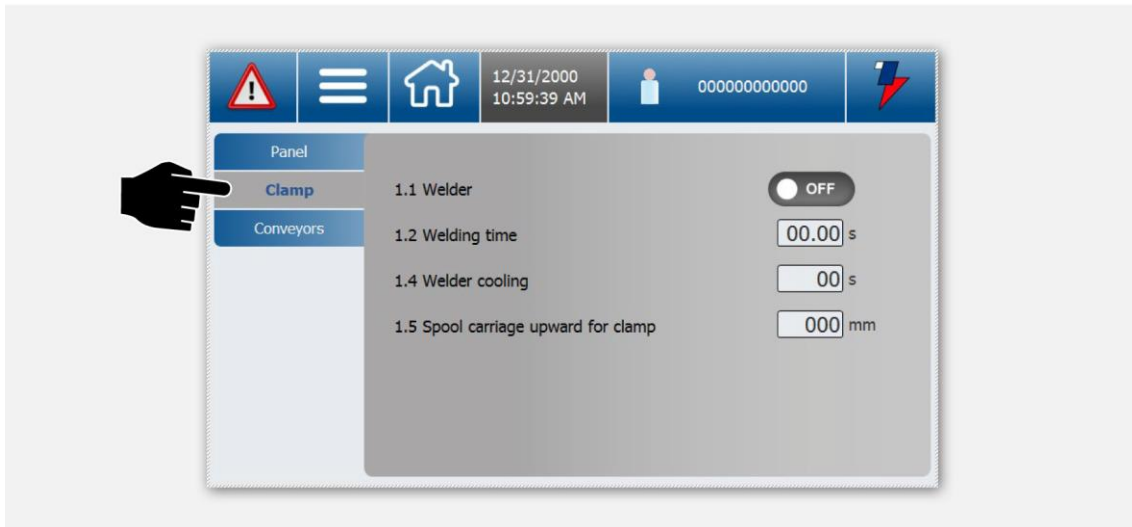 12/31/2000
10:59:39 AM
000000000000
Panel
Clamp
Conveyors
1.1 Welder
OFF
1.2 Welding time
00.00 s
1.4 Welder cooling
00 s
1.5 Spool carriage upward for clamp
000 mm